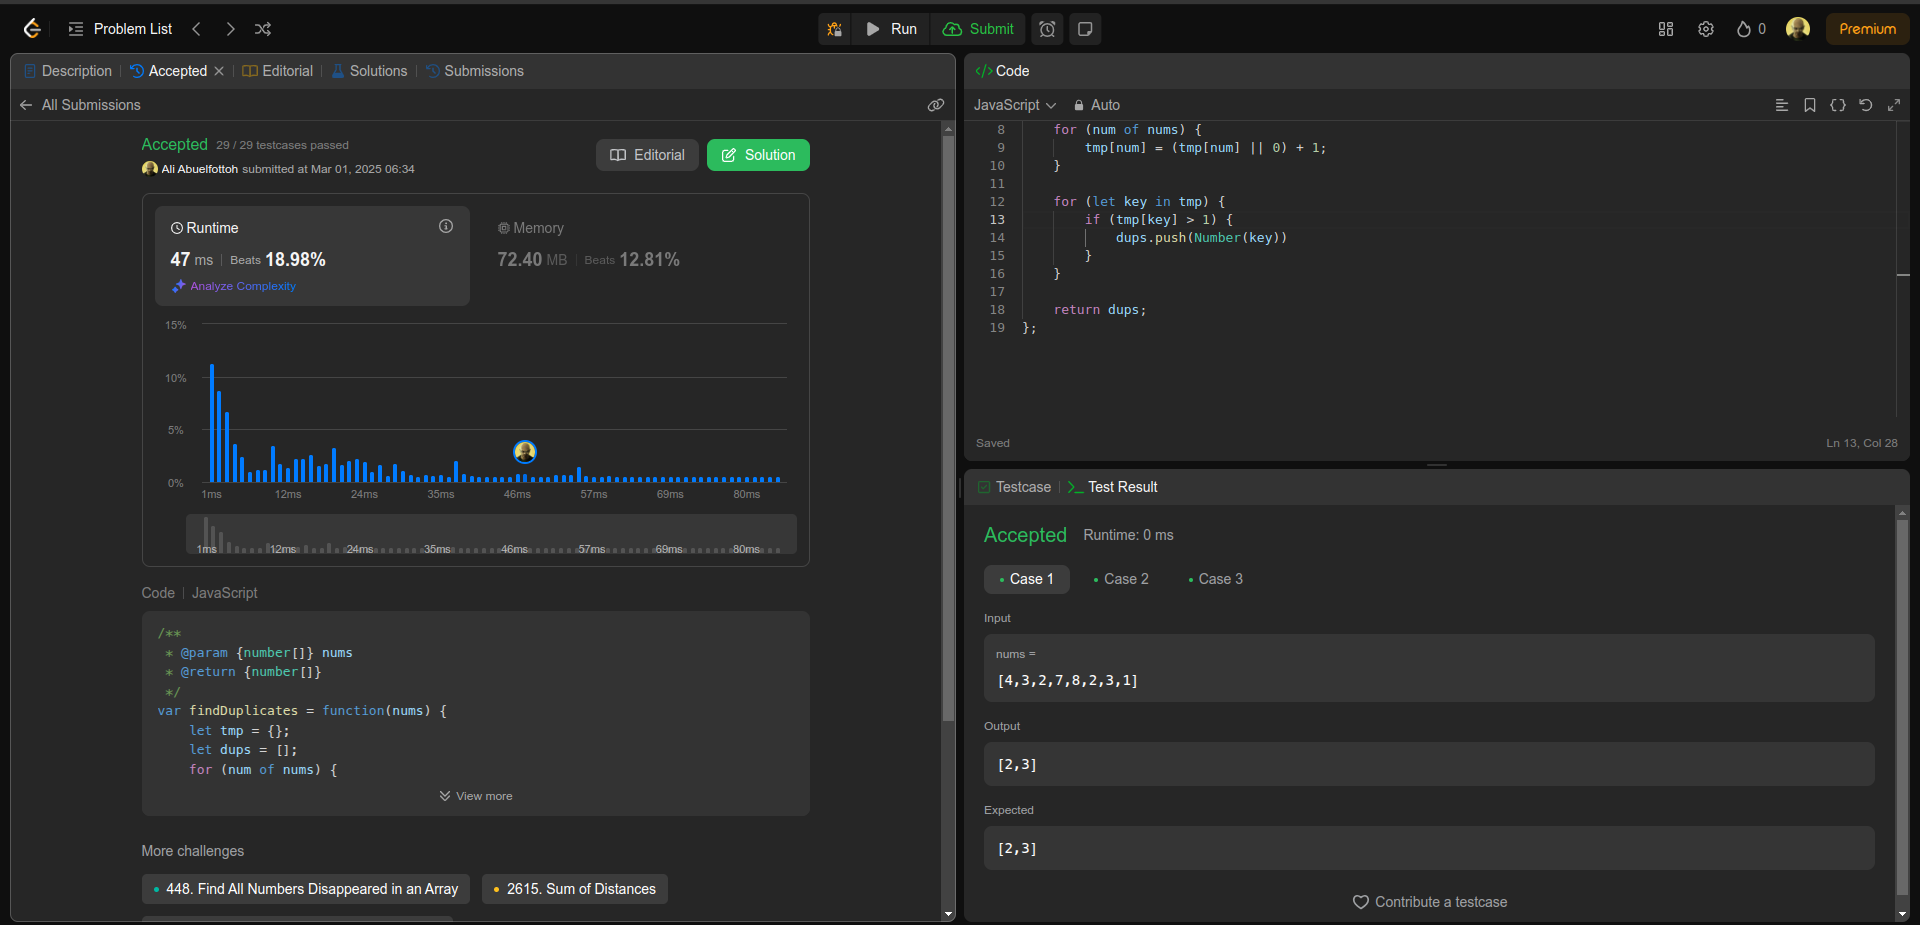 Problem List
Run
Submit
0
Premium
Description
Accepted
Editorial
Solutions
Submissions
All Submissions
Accepted 29 / 29 testcases passed
Ali Abuelfottoh submitted at Mar 01, 2025 06:34
Editorial
Solution
Runtime
47 ms Beats 18.98%
Analyze Complexity
Memory
72.40 MB Beats 12.81%
15%
10%
5%
0%
1ms 12ms 24ms 35ms 46ms 57ms 69ms 80ms
1ms 12ms 24ms 35ms 46ms 57ms 69ms 80ms
Code JavaScript
/**
* @param {number[]} nums
* @return {number[]}
*/
var findDuplicates = function(nums) {
let tmp = {};
let dups = [];
for (num of nums) {
View more
More challenges
448. Find All Numbers Disappeared in an Array
2615. Sum of Distances
</> Code
JavaScript
Auto
8 for (num of nums) {
9 tmp[num] = (tmp[num] || 0) + 1;
10 }
11
12 for (let key in tmp) {
13 if (tmp[key] > 1) {
14 dups.push(Number(key))
15 }
16 }
17
18 return dups;
19 };
Saved
Ln 13, Col 28
Testcase
Test Result
Accepted Runtime: 0 ms
Case 1
Case 2
Case 3
Input
nums =
[4,3,2,7,8,2,3,1]
Output
[2,3]
Expected
[2,3]
Contribute a testcase